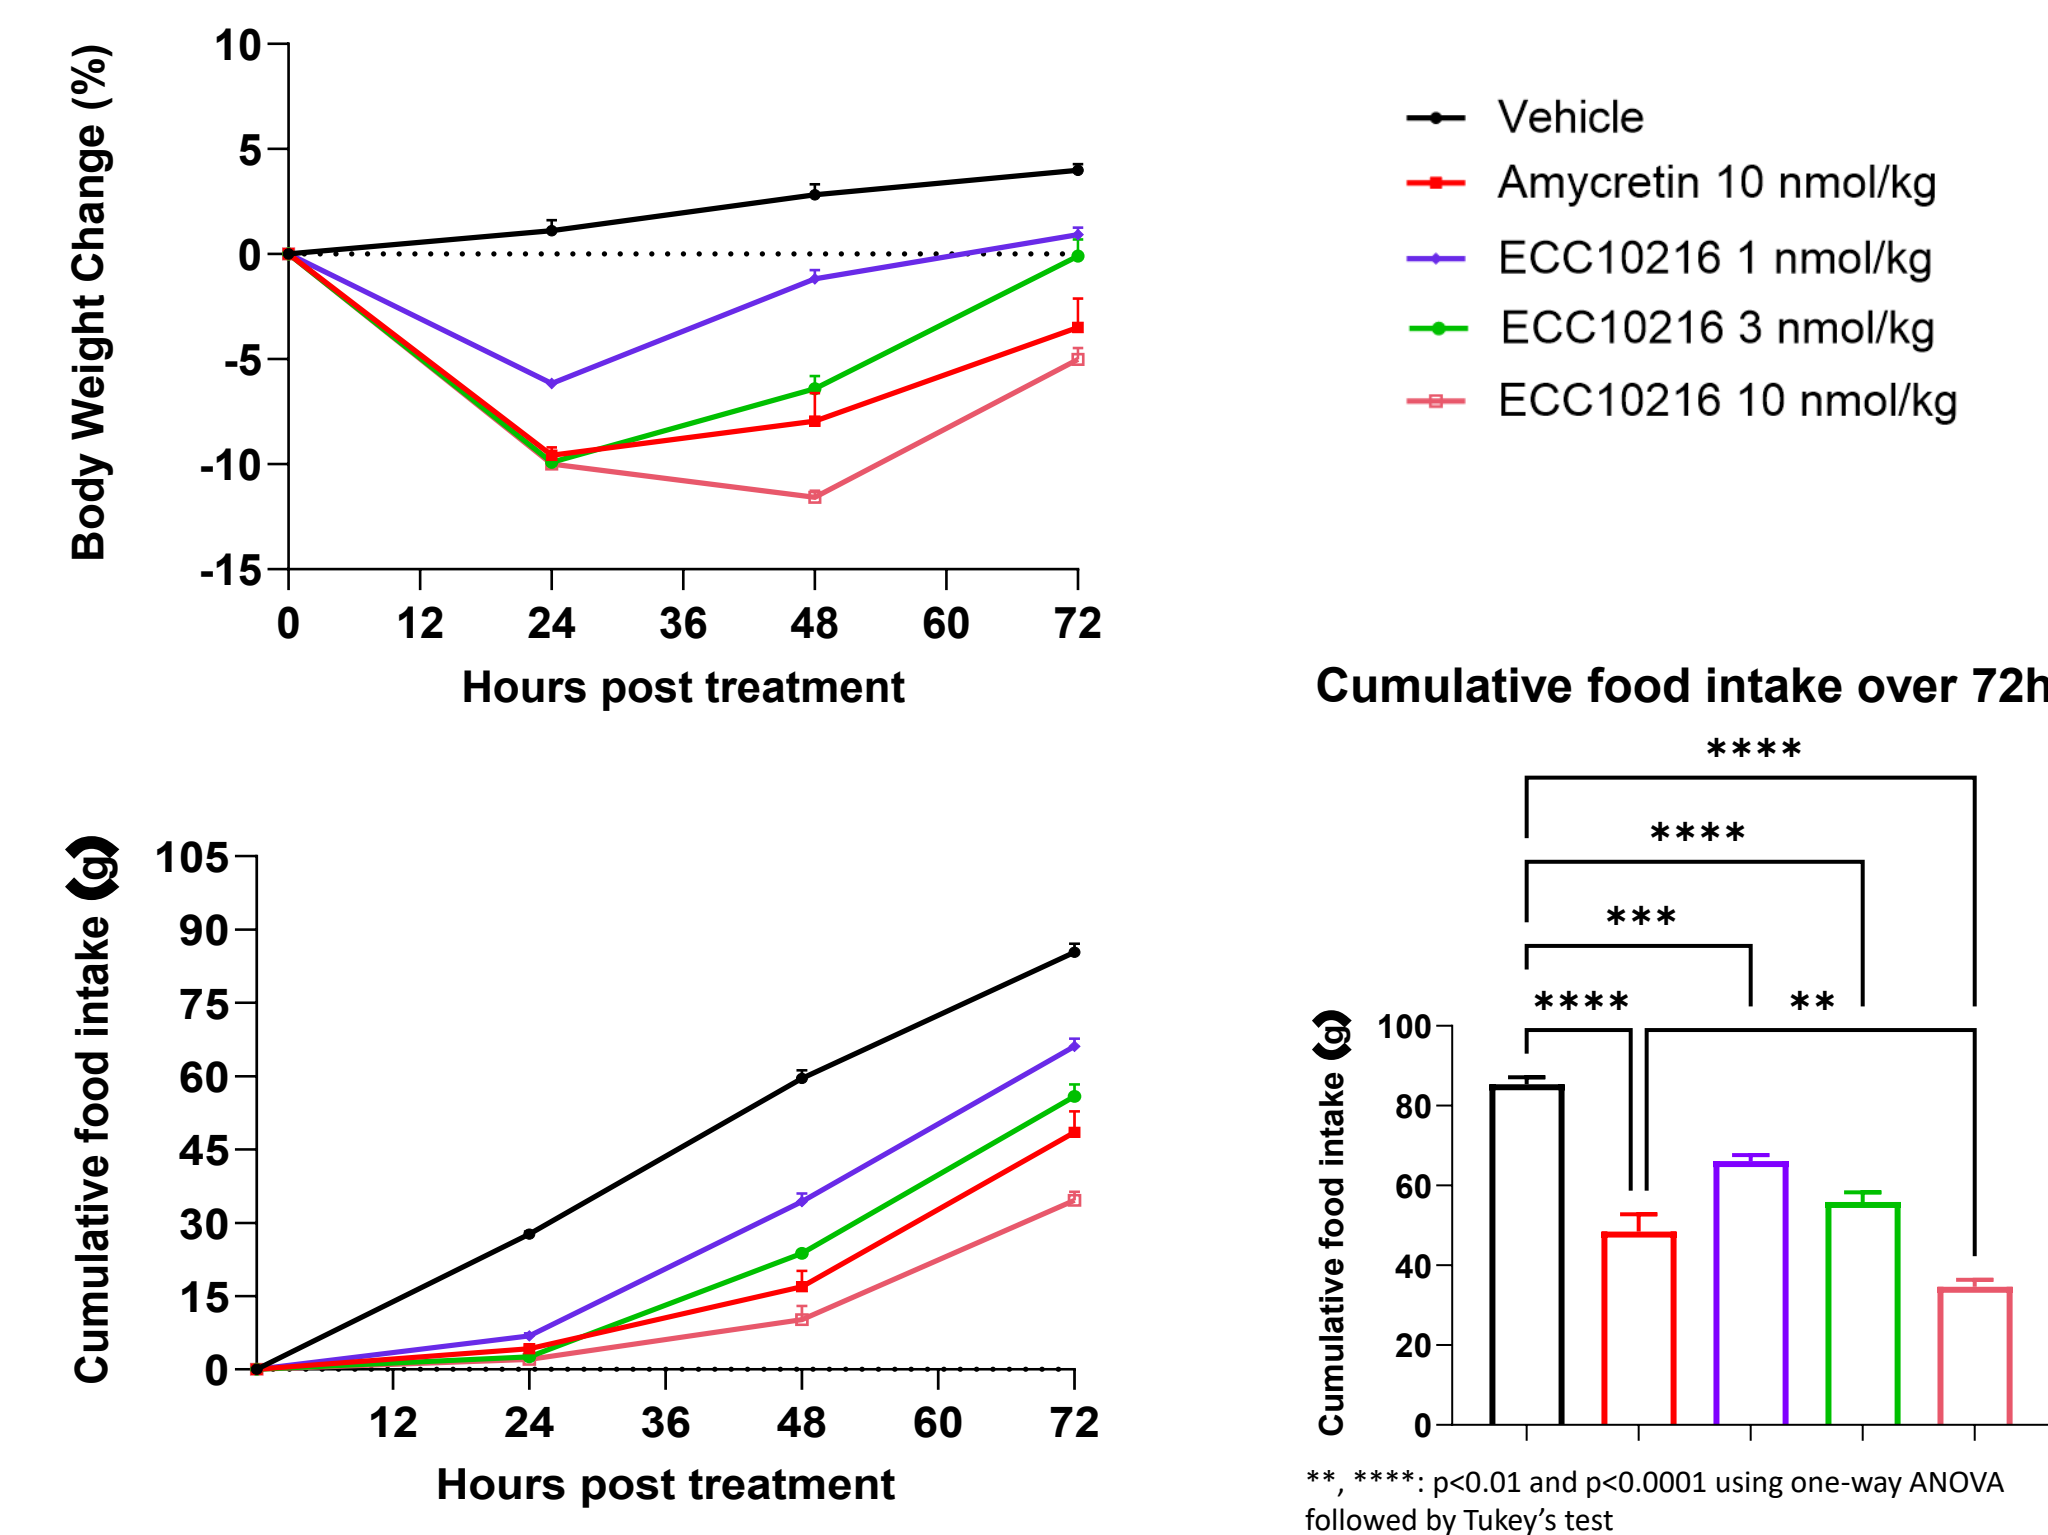 Body Weight Change (%)
10
5
0
-5
-10
-15
0 12 24 36 48 60 72
Hours post treatment
Vehicle
Amycretin 10 nmol/kg
ECC10216 1 nmol/kg
ECC10216 3 nmol/kg
ECC10216 10 nmol/kg
Cumulative food intake (g)
105
90
75
60
45
30
15
0
12 24 36 48 60 72
Hours post treatment
Cumulative food intake over 72h
****
****
***
**** **
Cumulative food intake (g)
100
80
60
40
20
0
**, ****: p<0.01 and p<0.0001 using one-way ANOVA
followed by Tukey’s test